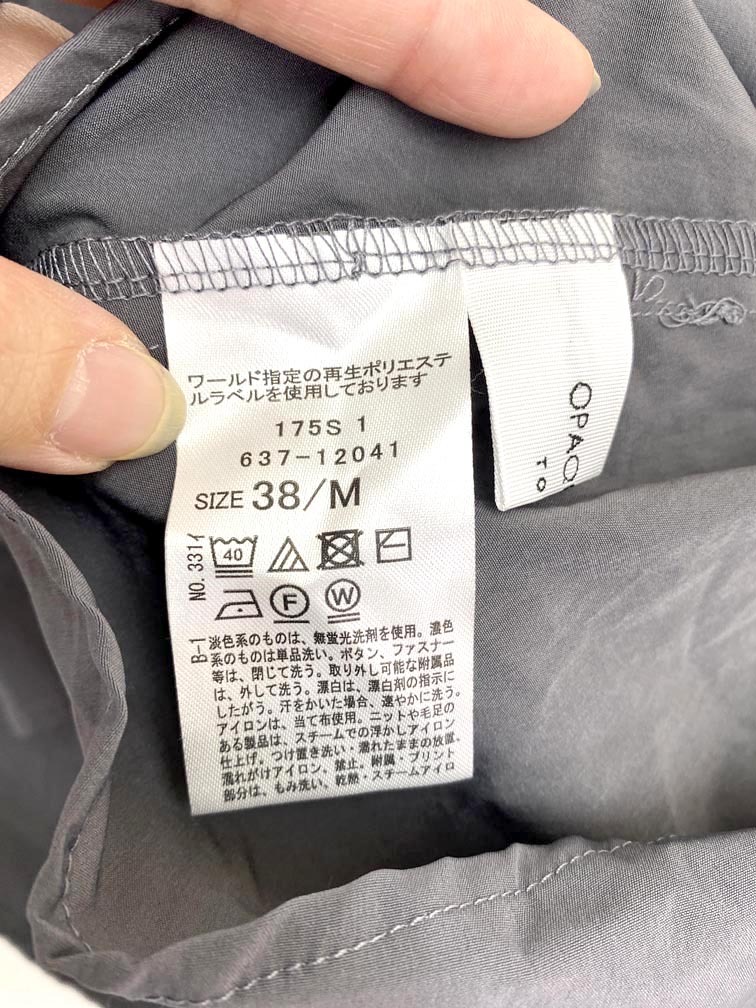 ワールド指定の再生ポリエステ
ルラベルを使用しております
175S 1
637-12041
SIZE 38/M
NO. 331イ
40
F
W
B-1
淡色系のものは、無蛍光洗剤を使用。濃色
系のものは単品洗い。ボタン、ファスナー
等は、閉じて洗う。取り外し可能な附属品
は、外して洗う。漂白は、漂白剤の指示に
したがう。汗をかいた場合、速やかに洗う。
アイロンは、当て布使用。ニットや毛足の
ある製品は、スチームでの浮かしアイロン
仕上げ。つけ置き洗い・濡れたままの放置、
濡れがけアイロン、禁止。附属・プリント
部分は、もみ洗い、乾熱・スチームアイロ
OPAQU
TO